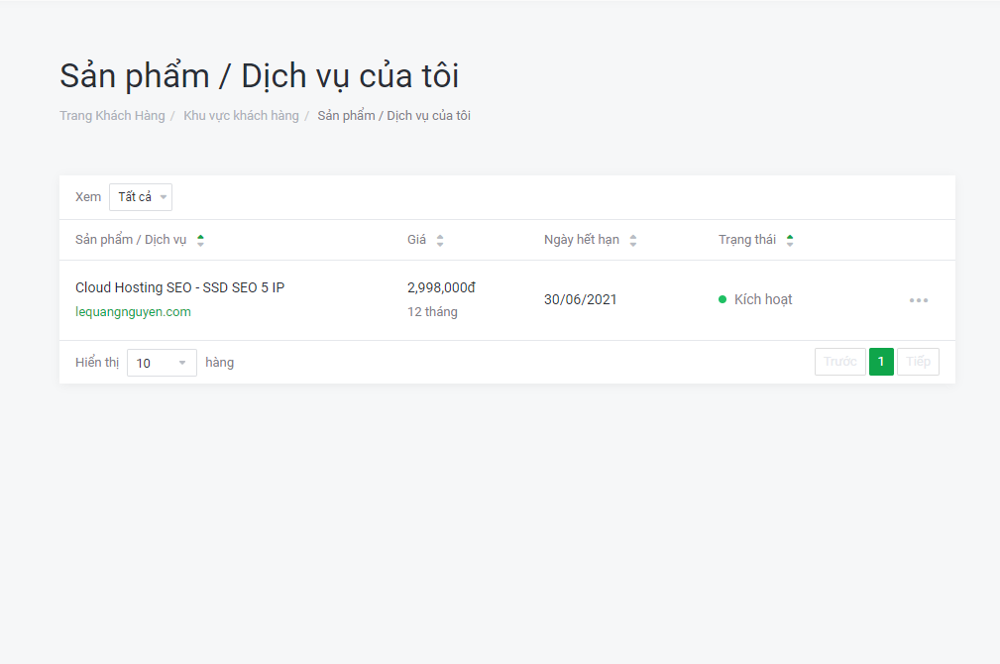 Sản phẩm / Dịch vụ của tôi
Trang Khách Hàng / Khu vực khách hàng / Sản phẩm / Dịch vụ của tôi
Xem Tất cả
Sản phẩm / Dịch vụ Giá Ngày hết hạn Trạng thái
Cloud Hosting SEO - SSD SEO 5 IP 2,998,000đ 30/06/2021 Kích hoạt
lequangnguyen.com 12 tháng
Hiển thị 10 hàng Trước 1 Tiếp